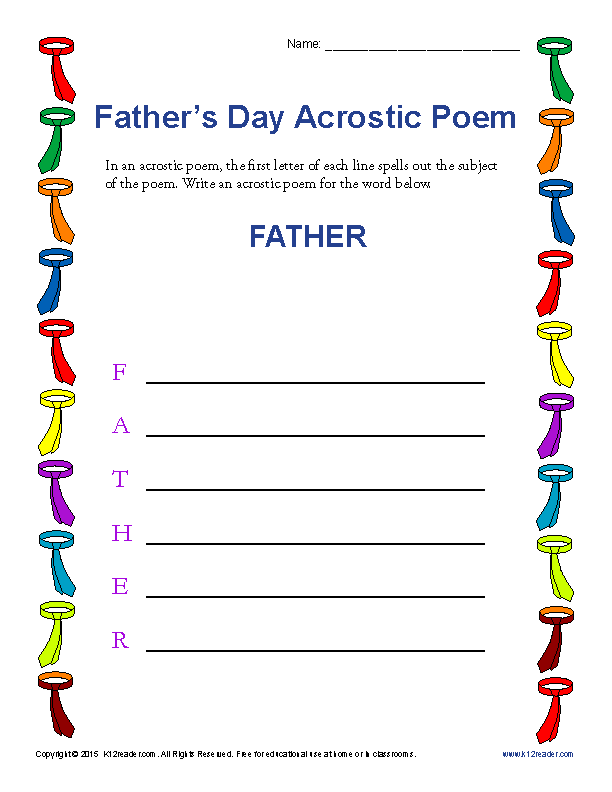 Name: ______________________________
Father’s Day Acrostic Poem
In an acrostic poem, the first letter of each line spells out the subject
of the poem. Write an acrostic poem for the word below.
FATHER
F
A
T
H
E
R
Copyright © 2015 K12reader.com. All Rights Reserved. Free for educational use at home or in classrooms. www.k12reader.com